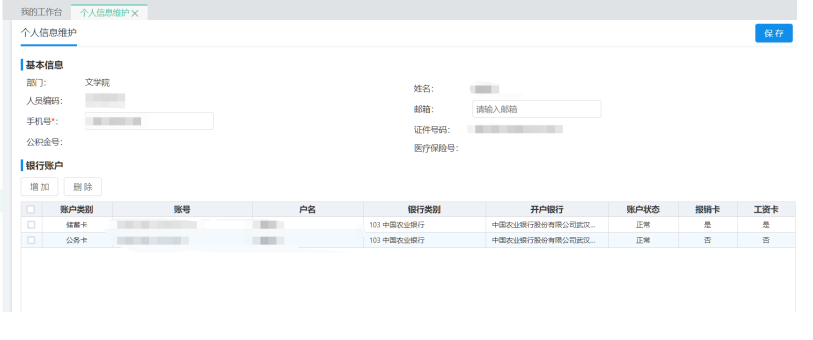 我的工作台 个人信息维护×
个人信息维护
保存
基本信息
部门: 文学院
姓名:
人员编码:
邮箱: 请输入邮箱
手机号*:
证件号码:
公积金号:
医疗保险号:
银行账户
增加 删除
账户类别 账号 户名 银行类别 开户银行 账户状态 报销卡 工资卡
储蓄卡 103 中国农业银行 中国农业银行股份有限公司武汉... 正常 是 是
公务卡 103 中国农业银行 中国农业银行股份有限公司武汉... 正常 否 否